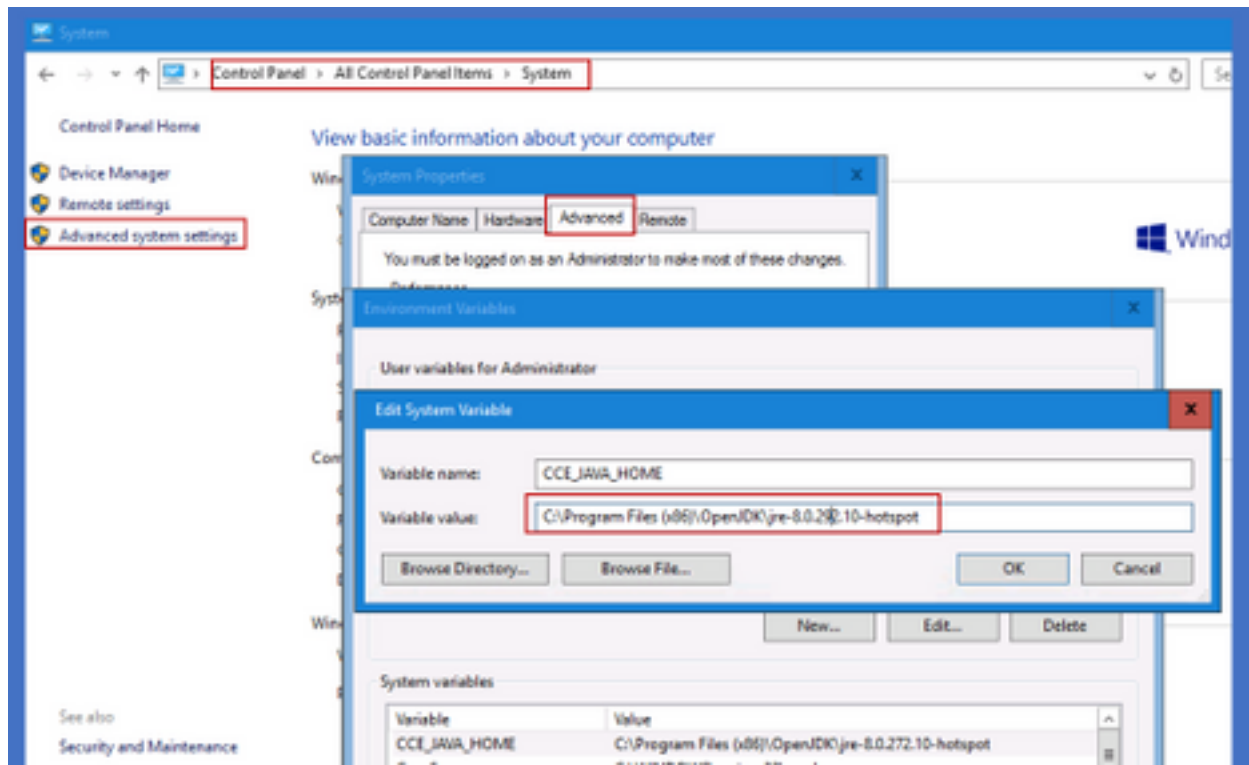 System
Control Panel > All Control Panel Items > System
Se
Control Panel Home
Device Manager
Remote settings
Advanced system settings
See also
Security and Maintenance
View basic information about your computer
Wind
System Properties
Computer Name Hardware Advanced Remote
You must be logged on as an Administrator to make most of these changes.
Performance
Environment Variables
User variables for Administrator
Edit System Variable
Variable name: CCE_JAVA_HOME
Variable value: C:\Program Files (x86)\OpenJDK\jre-8.0.292.10-hotspot
Browse Directory... Browse File... OK Cancel
New... Edit... Delete
System variables
Variable Value
CCE_JAVA_HOME C:\Program Files (x86)\OpenJDK\jre-8.0.272.10-hotspot